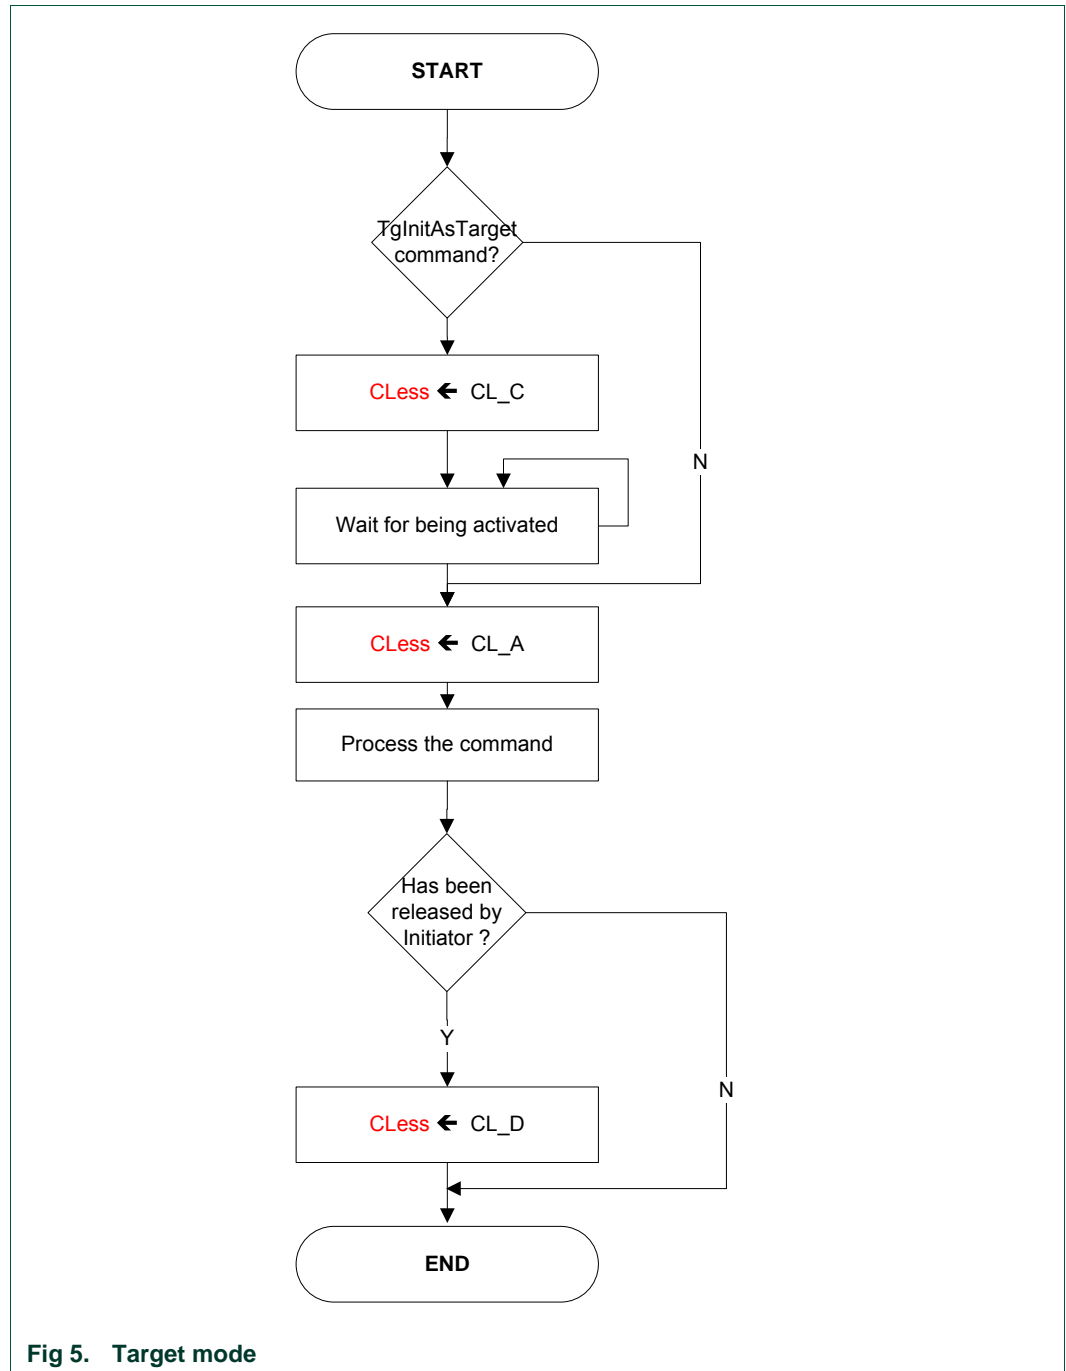 START
TgInitAsTarget
command?
CLess 🡸 CL_C
N
Wait for being activated
CLess 🡸 CL_A
Process the command
Has been
released by
Initiator ?
Y
N
CLess 🡸 CL_D
END
Fig 5. Target mode